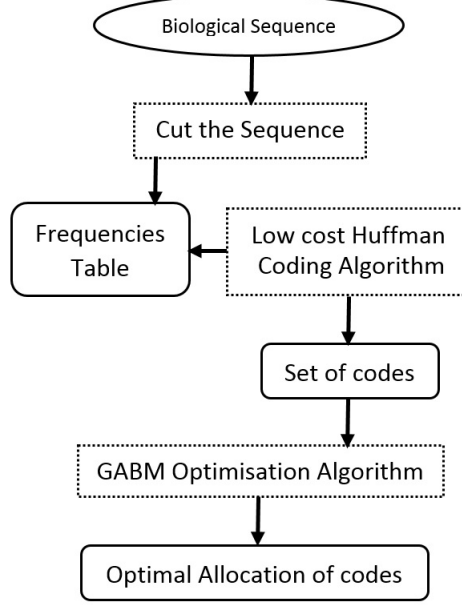 Biological Sequence
Cut the Sequence
Frequencies
Table
Low cost Huffman
Coding Algorithm
Set of codes
GABM Optimisation Algorithm
Optimal Allocation of codes